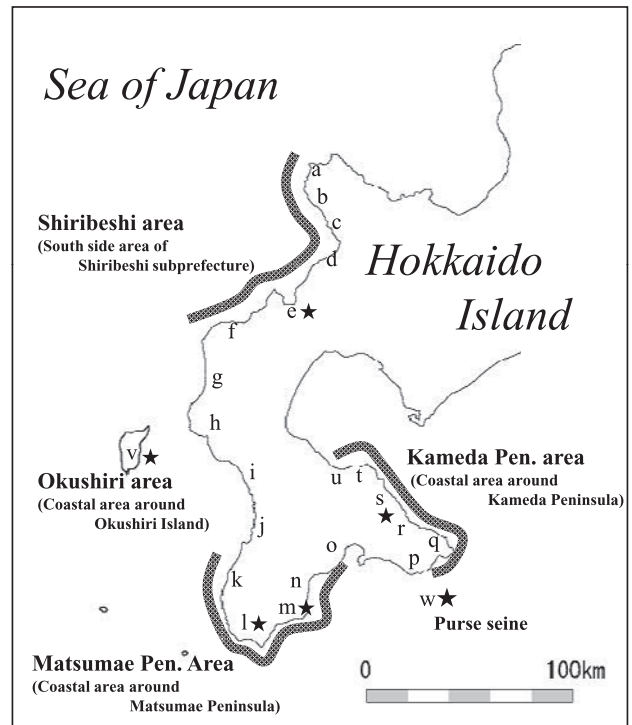 Sea of Japan
a
b
Shiribeshi area
c
(South side area of
Shiribeshi subprefecture)
d
Hokkaido
Island
e ★
f
g
h
v ★
Okushiri area
(Coastal area around
Okushiri Island)
i
j
u t
Kameda Pen. area
(Coastal area around
Kameda Peninsula)
s ★
r
q
o
p
k
n
m ★
l ★
w ★
Purse seine
Matsumae Pen. Area
(Coastal area around
Matsumae Peninsula)
0 100km